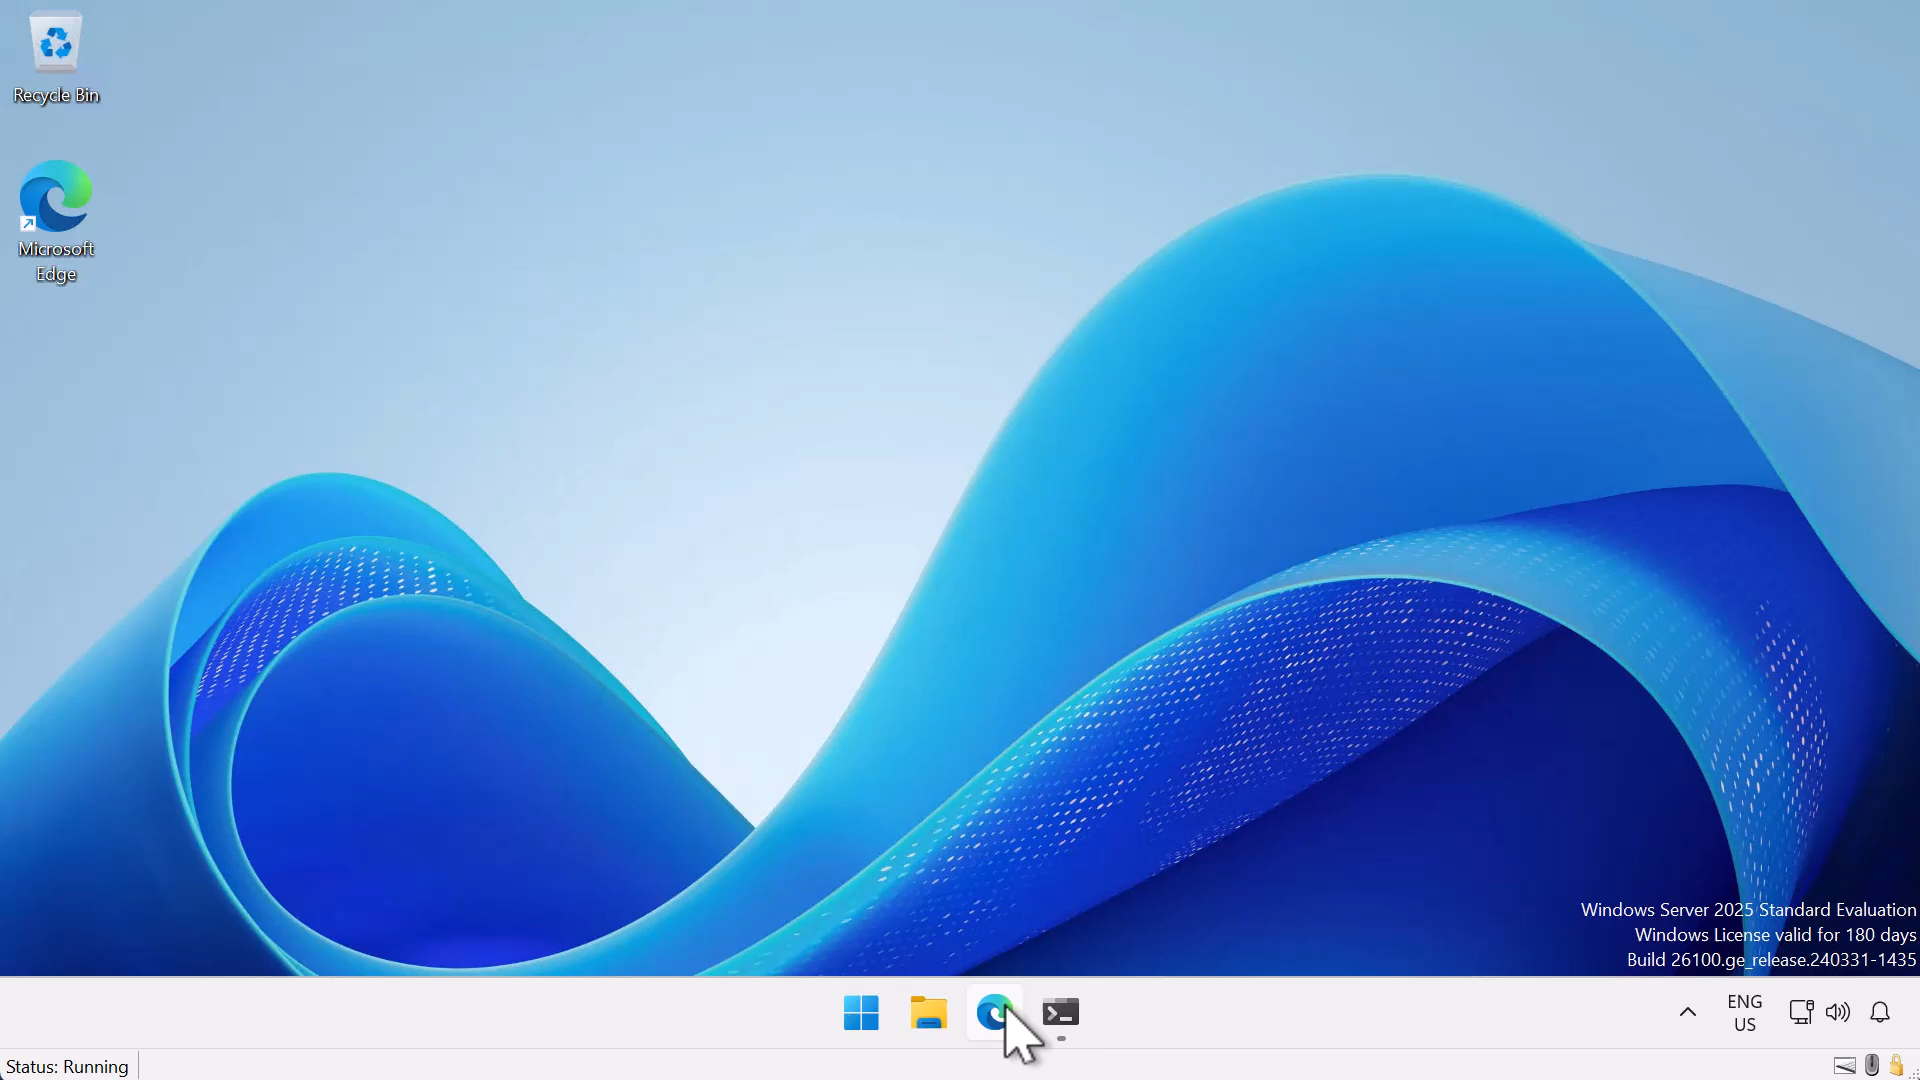 Recycle Bin
Microsoft
Edge
Windows Server 2025 Standard Evaluation
Windows License valid for 180 days
Build 26100.ge_release.240331-1435
ENG
US
Status: Running